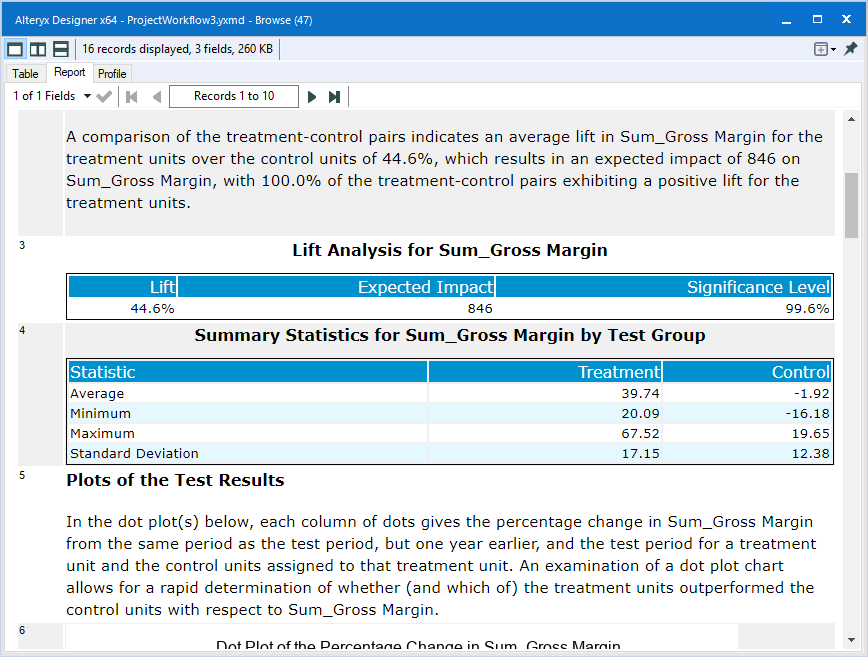 Alteryx Designer x64 - ProjectWorkflow3.yxmd - Browse (47)
16 records displayed, 3 fields, 260 KB
Table Report Profile
1 of 1 Fields Records 1 to 10
A comparison of the treatment-control pairs indicates an average lift in Sum_Gross Margin for the
treatment units over the control units of 44.6%, which results in an expected impact of 846 on
Sum_Gross Margin, with 100.0% of the treatment-control pairs exhibiting a positive lift for the
treatment units.
3
Lift Analysis for Sum_Gross Margin
Lift Expected Impact Significance Level
44.6% 846 99.6%
4
Summary Statistics for Sum_Gross Margin by Test Group
Statistic Treatment Control
Average 39.74 -1.92
Minimum 20.09 -16.18
Maximum 67.52 19.65
Standard Deviation 17.15 12.38
5
Plots of the Test Results
In the dot plot(s) below, each column of dots gives the percentage change in Sum_Gross Margin
from the same period as the test period, but one year earlier, and the test period for a treatment
unit and the control units assigned to that treatment unit. An examination of a dot plot chart
allows for a rapid determination of whether (and which of) the treatment units outperformed the
control units with respect to Sum_Gross Margin.
6
Dot Plot of the Percentage Change in Sum_Gross Margin